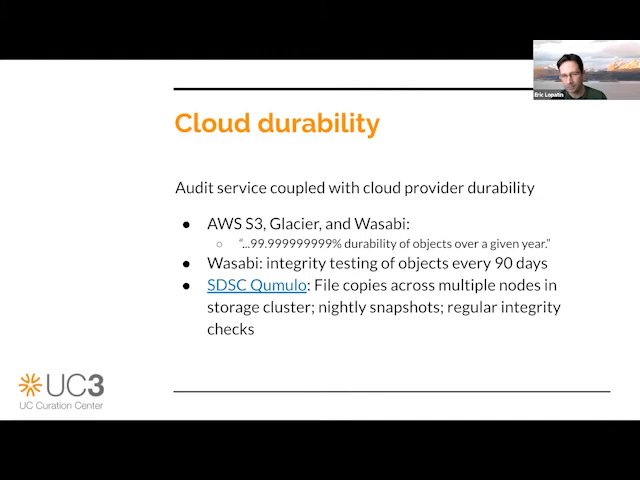 Eric Lopatin
Cloud durability
Audit service coupled with cloud provider durability
● AWS S3, Glacier, and Wasabi:
○ “...99.999999999% durability of objects over a given year.”
● Wasabi: integrity testing of objects every 90 days
● SDSC Qumulo: File copies across multiple nodes in
storage cluster; nightly snapshots; regular integrity
checks
UC3
UC Curation Center